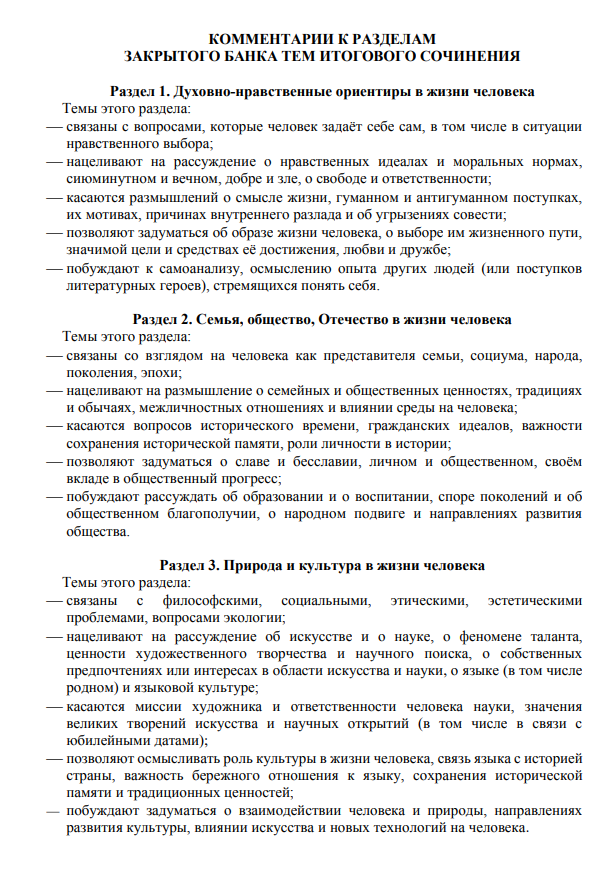 КОММЕНТАРИИ К РАЗДЕЛАМ
ЗАКРЫТОГО БАНКА ТЕМ ИТОГОВОГО СОЧИНЕНИЯ
Раздел 1. Духовно-нравственные ориентиры в жизни человека
Темы этого раздела:
— связаны с вопросами, которые человек задаёт себе сам, в том числе в ситуации
нравственного выбора;
— нацеливают на рассуждение о нравственных идеалах и моральных нормах,
сиюминутном и вечном, добре и зле, о свободе и ответственности;
— касаются размышлений о смысле жизни, гуманном и антигуманном поступках,
их мотивах, причинах внутреннего разлада и об угрызениях совести;
— позволяют задуматься об образе жизни человека, о выборе им жизненного пути,
значимой цели и средствах её достижения, любви и дружбе;
— побуждают к самоанализу, осмыслению опыта других людей (или поступков
литературных героев), стремящихся понять себя.
Раздел 2. Семья, общество, Отечество в жизни человека
Темы этого раздела:
— связаны со взглядом на человека как представителя семьи, социума, народа,
поколения, эпохи;
— нацеливают на размышление о семейных и общественных ценностях, традициях
и обычаях, межличностных отношениях и влиянии среды на человека;
— касаются вопросов исторического времени, гражданских идеалов, важности
сохранения исторической памяти, роли личности в истории;
— позволяют задуматься о славе и бесславии, личном и общественном, своём
вкладе в общественный прогресс;
— побуждают рассуждать об образовании и о воспитании, споре поколений и об
общественном благополучии, о народном подвиге и направлениях развития
общества.
Раздел 3. Природа и культура в жизни человека
Темы этого раздела:
— связаны с философскими, социальными, этическими, эстетическими
проблемами, вопросами экологии;
— нацеливают на рассуждение об искусстве и о науке, о феномене таланта,
ценности художественного творчества и научного поиска, о собственных
предпочтениях или интересах в области искусства и науки, о языке (в том числе
родном) и языковой культуре;
— касаются миссии художника и ответственности человека науки, значения
великих творений искусства и научных открытий (в том числе в связи с
юбилейными датами);
— позволяют осмысливать роль культуры в жизни человека, связь языка с историей
страны, важность бережного отношения к языку, сохранения исторической
памяти и традиционных ценностей;
— побуждают задуматься о взаимодействии человека и природы, направлениях
развития культуры, влиянии искусства и новых технологий на человека.